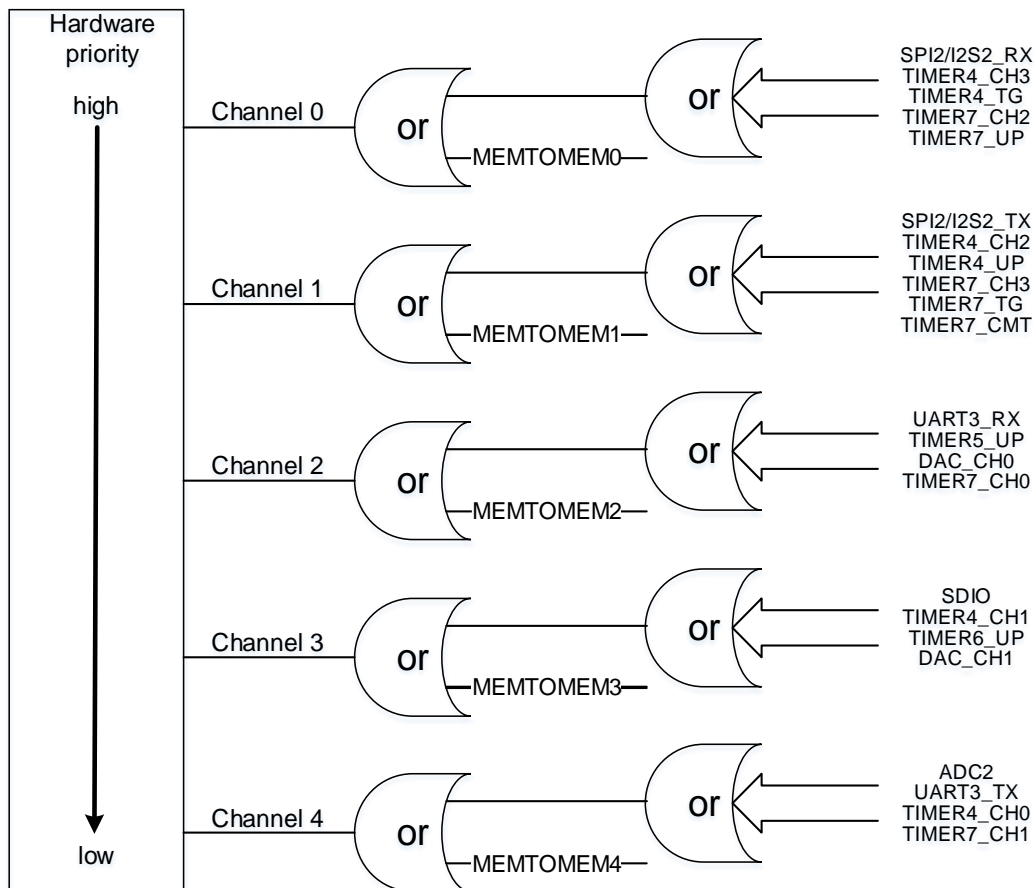 Hardware
priority
high
low
Channel 0
or
MEMTOMEM0
or
SPI2/I2S2_RX
TIMER4_CH3
TIMER4_TG
TIMER7_CH2
TIMER7_UP
Channel 1
or
MEMTOMEM1
or
SPI2/I2S2_TX
TIMER4_CH2
TIMER4_UP
TIMER7_CH3
TIMER7_TG
TIMER7_CMT
Channel 2
or
MEMTOMEM2
or
UART3_RX
TIMER5_UP
DAC_CH0
TIMER7_CH0
Channel 3
or
MEMTOMEM3
or
SDIO
TIMER4_CH1
TIMER6_UP
DAC_CH1
Channel 4
or
MEMTOMEM4
or
ADC2
UART3_TX
TIMER4_CH0
TIMER7_CH1